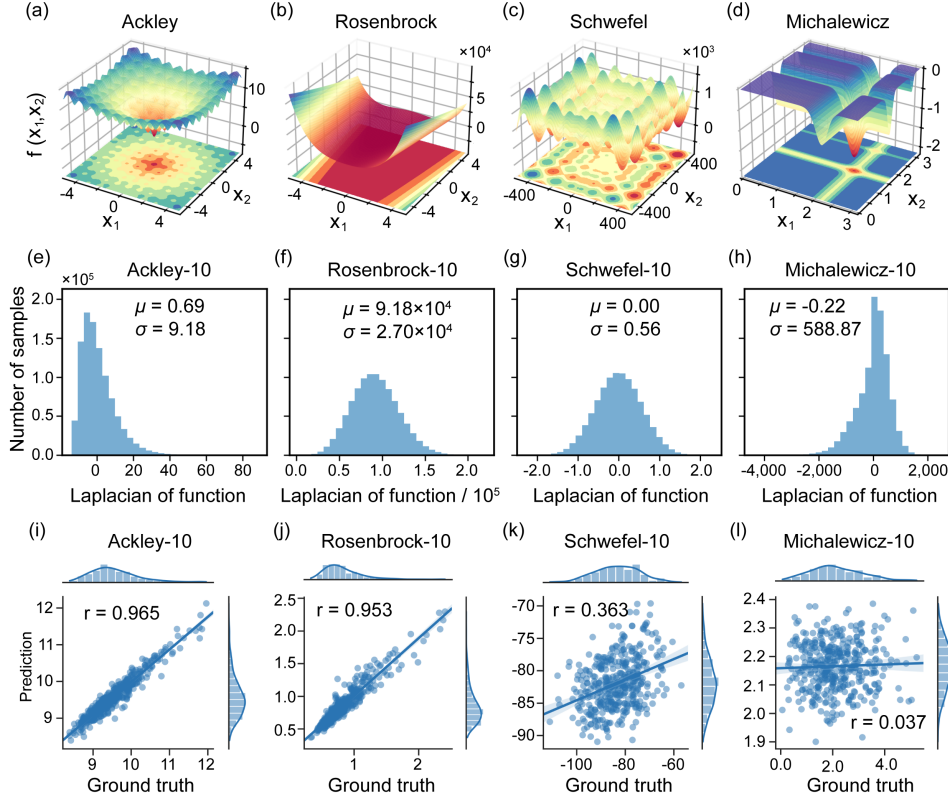 (a) Ackley
(b) Rosenbrock
(c) Schwefel
(d) Michalewicz
×10⁴
×10³
f (x₁,x₂)
10
0
5
0
1
0
0
-1
-2
-4 0 4
x₁
-4 0 4
x₂
-4 0 4
x₁
-4 0 4
x₂
-400 0 400
x₁
-400 400
x₂
0 1 2 3
x₁
0 1 2 3
x₂
(e) Ackley-10
(f) Rosenbrock-10
(g) Schwefel-10
(h) Michalewicz-10
×10⁵
μ = 0.69
σ = 9.18
μ = 9.18×10⁴
σ = 2.70×10⁴
μ = 0.00
σ = 0.56
μ = -0.22
σ = 588.87
Number of samples
2.0
1.5
1.0
0.5
0.0
0 20 40 60 80
0.0 0.5 1.0 1.5 2.0
-2.0 -1.0 0.0 1.0 2.0
-4,000 -2,000 0 2,000
Laplacian of function
Laplacian of function / 10⁵
Laplacian of function
Laplacian of function
(i) Ackley-10
(j) Rosenbrock-10
(k) Schwefel-10
(l) Michalewicz-10
r = 0.965
r = 0.953
r = 0.363
r = 0.037
Prediction
12
11
10
9
2.5
2.0
1.5
1.0
0.5
-70
-75
-80
-85
-90
2.4
2.3
2.2
2.1
2.0
1.9
9 10 11 12
1 2
-100 -80 -60
0.0 2.0 4.0
Ground truth
Ground truth
Ground truth
Ground truth